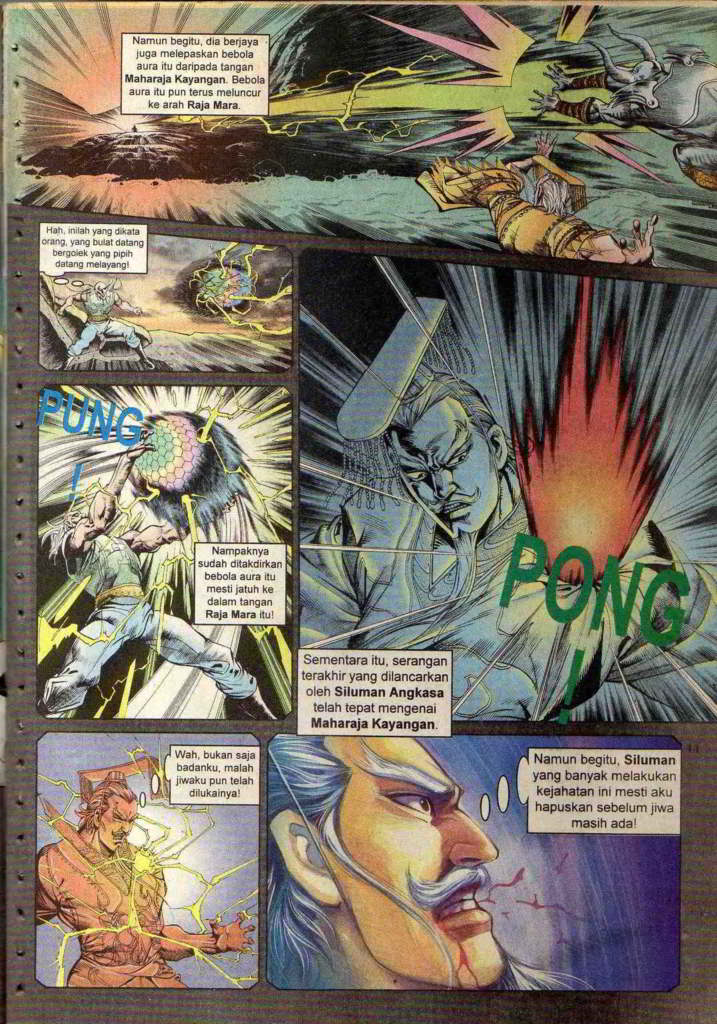 Namun begitu, dia berjaya
juga melepaskan bebola
aura itu daripada tangan
Maharaja Kayangan. Bebola
aura itu pun terus meluncur
ke arah Raja Mara.
Hah, inilah yang dikata
orang, yang bulat datang
bergolek yang pipih
datang melayang!
PUNG
!
Nampaknya
sudah ditakdirkan
bebola aura itu
mesti jatuh ke
dalam tangan
Raja Mara itu!
PONG
!
Sementara itu, serangan
terakhir yang dilancarkan
oleh Siluman Angkasa
telah tepat mengenai
Maharaja Kayangan.
Wah, bukan saja
badanku, malah
jiwaku pun telah
dilukainya!
Namun begitu, Siluman
yang banyak melakukan
kejahatan ini mesti aku
hapuskan sebelum jiwa
masih ada!